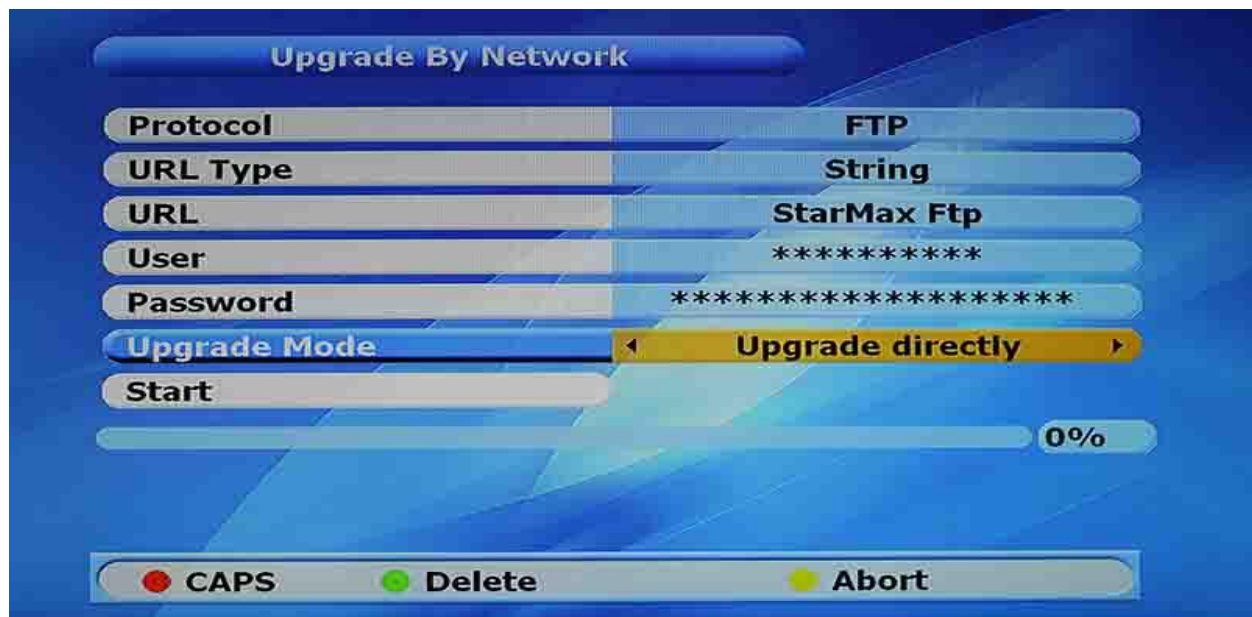 Upgrade By Network
Protocol FTP
URL Type String
URL StarMax Ftp
User **********
Password *******************
Upgrade Mode Upgrade directly
Start
0%
CAPS Delete Abort